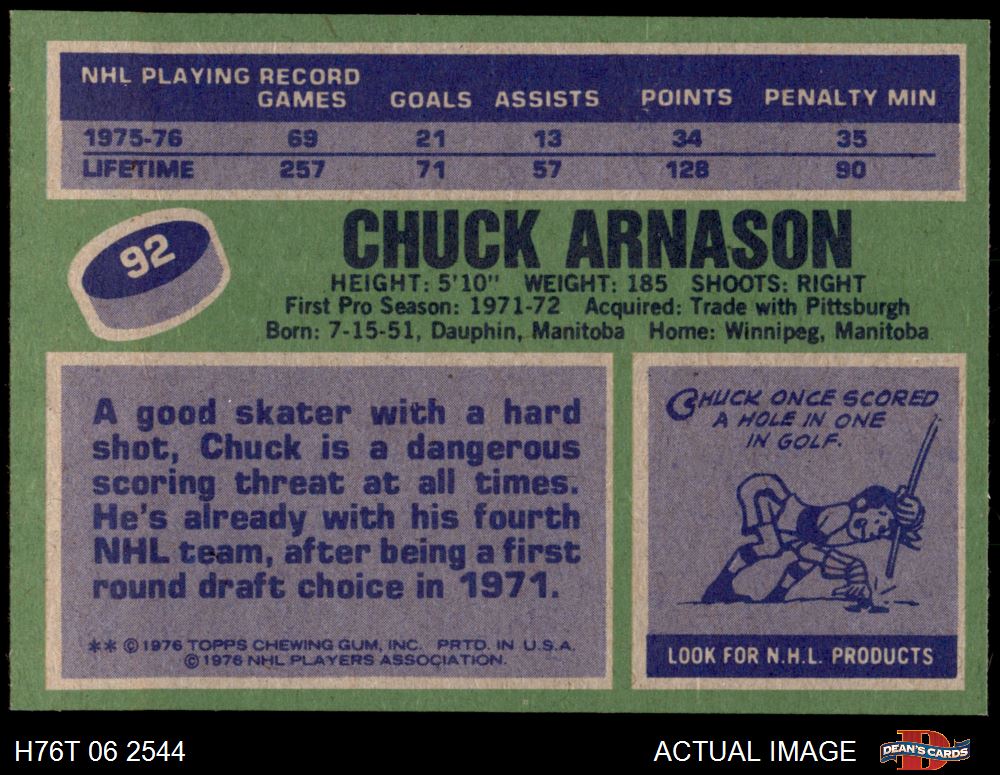 NHL PLAYING RECORD
GAMES GOALS ASSISTS POINTS PENALTY MIN
1975-76 69 21 13 34 35
LIFETIME 257 71 57 128 90
92
CHUCK ARNASON
HEIGHT: 5'10" WEIGHT: 185 SHOOTS: RIGHT
First Pro Season: 1971-72 Acquired: Trade with Pittsburgh
Born: 7-15-51, Dauphin, Manitoba Home: Winnipeg, Manitoba
A good skater with a hard
shot, Chuck is a dangerous
scoring threat at all times.
He's already with his fourth
NHL team, after being a first
round draft choice in 1971.
** © 1976 TOPPS CHEWING GUM, INC. PRTD. IN U.S.A.
© 1976 NHL PLAYERS ASSOCIATION.
CHUCK ONCE SCORED
A HOLE IN ONE
IN GOLF.
LOOK FOR N.H.L. PRODUCTS
H76T 06 2544
ACTUAL IMAGE
D
DEAN'S CARDS